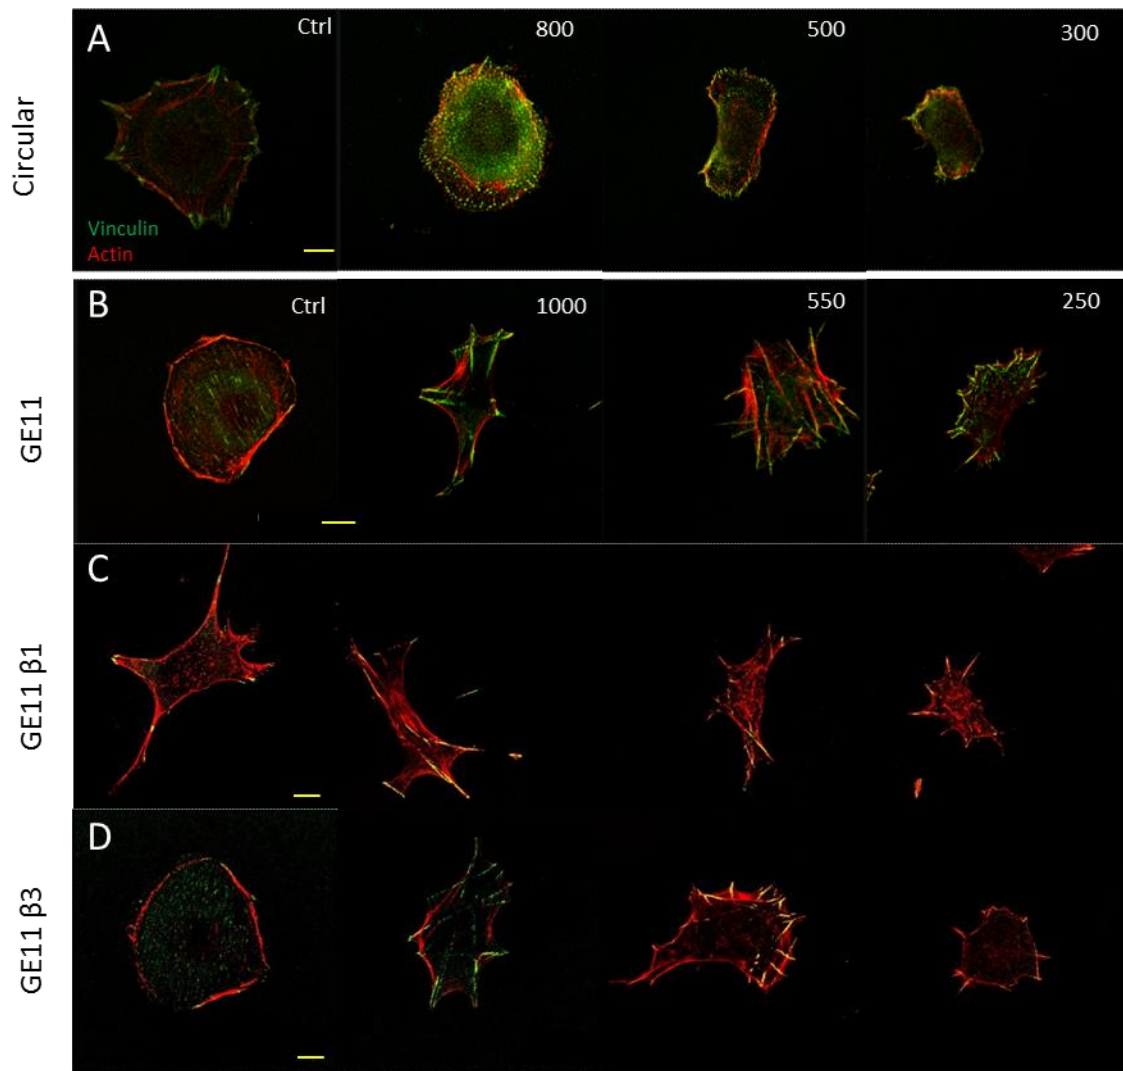 A
Ctrl
800
500
300
Circular
Vinculin
Actin
B
Ctrl
1000
550
250
GE11
C
GE11 β1
D
GE11 β3